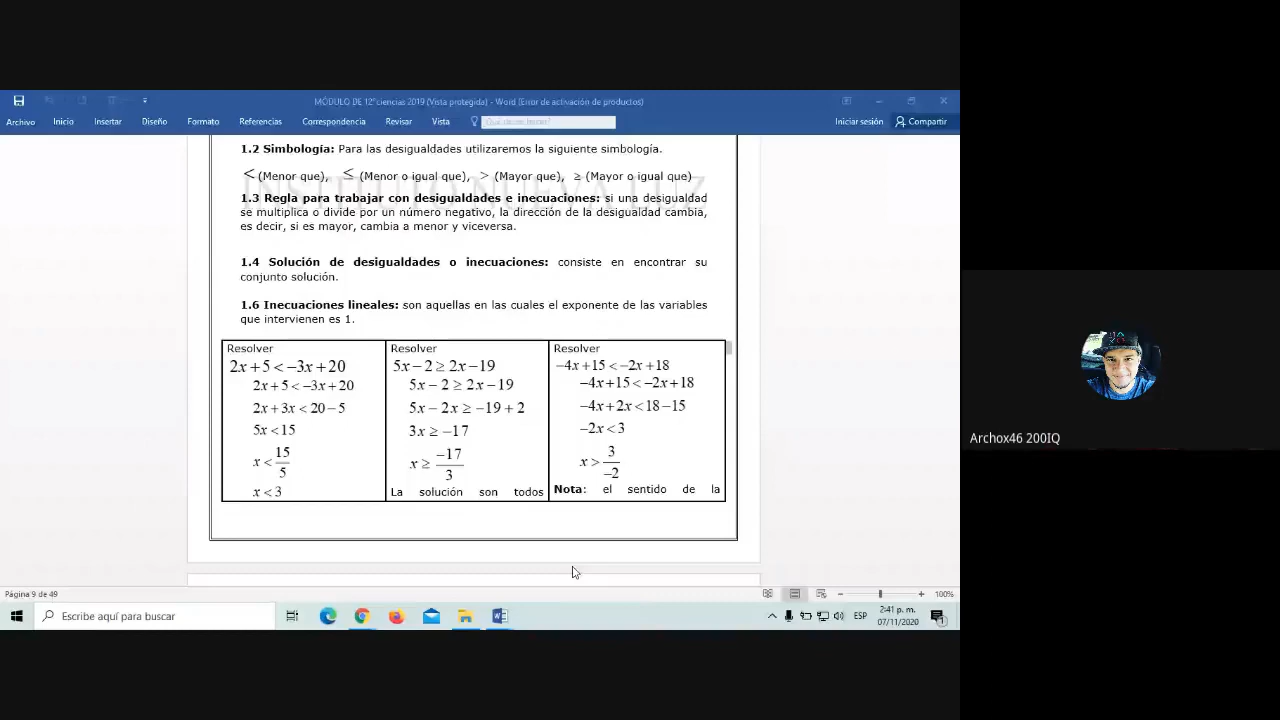 MÓDULO DE 12° ciencias 2019 (Vista protegida) - Word (Error de activación de productos)
Archivo Inicio Insertar Diseño Formato Referencias Correspondencia Revisar Vista ¿Qué desea hacer? Iniciar sesión Compartir
1.2 Simbología: Para las desigualdades utilizaremos la siguiente simbología.
< (Menor que), ≤ (Menor o igual que), > (Mayor que), ≥ (Mayor o igual que)
INSTITUTO NUEVA LUZ
1.3 Regla para trabajar con desigualdades e inecuaciones: si una desigualdad
se multiplica o divide por un número negativo, la dirección de la desigualdad cambia,
es decir, si es mayor, cambia a menor y viceversa.
1.4 Solución de desigualdades o inecuaciones: consiste en encontrar su
conjunto solución.
1.6 Inecuaciones lineales: son aquellas en las cuales el exponente de las variables
que intervienen es 1.
Resolver
2x+5<-3x+20
2x+5<-3x+20
2x+3x<20-5
5x<15
x<15/5
x<3
Resolver
5x-2≥2x-19
5x-2≥2x-19
5x-2x≥-19+2
3x≥-17
x≥-17/3
La solución son todos
Resolver
-4x+15<-2x+18
-4x+15<-2x+18
-4x+2x<18-15
-2x<3
x>3/-2
Nota: el sentido de la
Archox46 200IQ
Página 9 de 49
100%
Escribe aquí para buscar
ESP
2:41 p. m.
07/11/2020
1